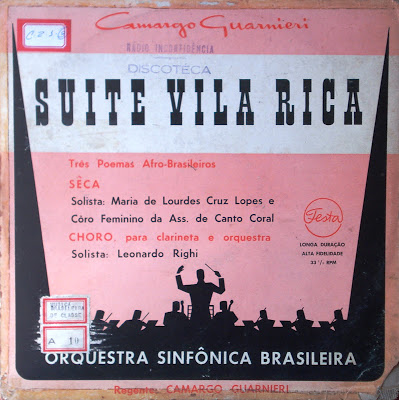 Camargo Guarnieri
RÁDIO INCONFIDÊNCIA
DISCOTECA
SUITE VILA RICA
Três Poemas Afro-Brasileiros
SÊCA
Solista: Maria de Lourdes Cruz Lopes e
Côro Feminino da Ass. de Canto Coral
CHORO, para clarineta e orquestra
Solista: Leonardo Righi
Festa
LONGA DURAÇÃO
ALTA FIDELIDADE
33 1/3 RPM
A 10
ORQUESTRA SINFÔNICA BRASILEIRA
Regente: CAMARGO GUARNIERI